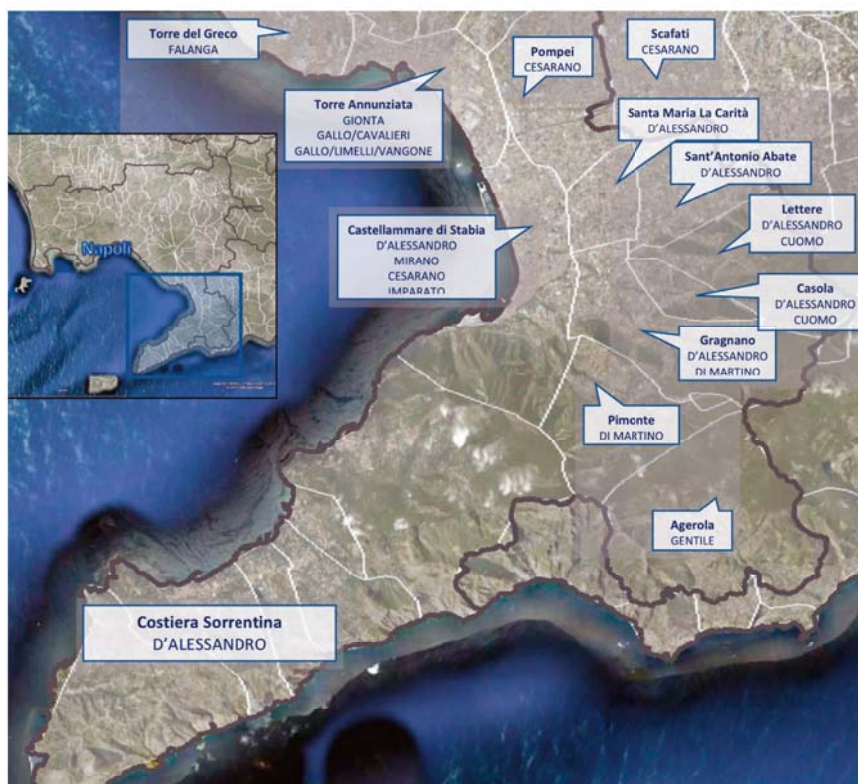 Torre del Greco
FALANGA
Scafati
CESARANO
Pompei
CESARANO
Torre Annunziata
GIONTA
GALLO/CAVALIERI
GALLO/LIMELLI/VANGONE
Santa Maria La Carità
D'ALESSANDRO
Sant'Antonio Abate
D'ALESSANDRO
Napoli
Castellammare di Stabia
D'ALESSANDRO
MIRANO
CESARANO
IMPARATO
Lettere
D'ALESSANDRO
CUOMO
Casola
D'ALESSANDRO
CUOMO
Gragnano
D'ALESSANDRO
DI MARTINO
Pimonte
DI MARTINO
Agerola
GENTILE
Costiera Sorrentina
D'ALESSANDRO